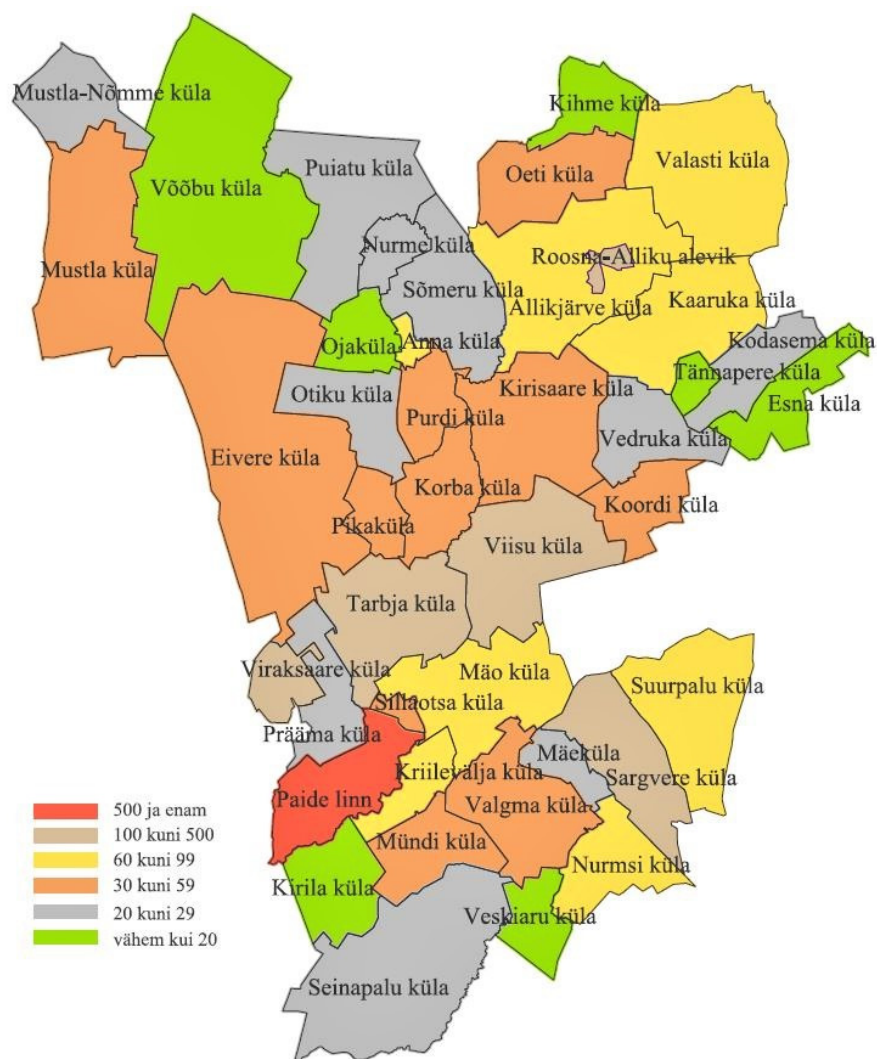 Mustla-Nõmme küla
Kihme küla
Valasti küla
Puiatu küla
Oeti küla
Võõbu küla
Nurme küla
Roosna-Alliku alevik
Mustla küla
Sõmeru küla
Kaaruka küla
Allikjärve küla
Ojaküla
Anna küla
Kodasema küla
Tännapere küla
Otiku küla
Kirisaare küla
Esna küla
Purdi küla
Vedruka küla
Eivere küla
Korba küla
Koordi küla
Pikaküla
Viisu küla
Tarbja küla
Viraksaare küla
Mäo küla
Suurpalu küla
Sillaotsa küla
Prääma küla
Mäeküla
Kriilevälja küla
Sargvere küla
Paide linn
Valgma küla
Mündi küla
Nurmsi küla
Kirila küla
Veskiaru küla
Seinapalu küla
500 ja enam
100 kuni 500
60 kuni 99
30 kuni 59
20 kuni 29
vähem kui 20